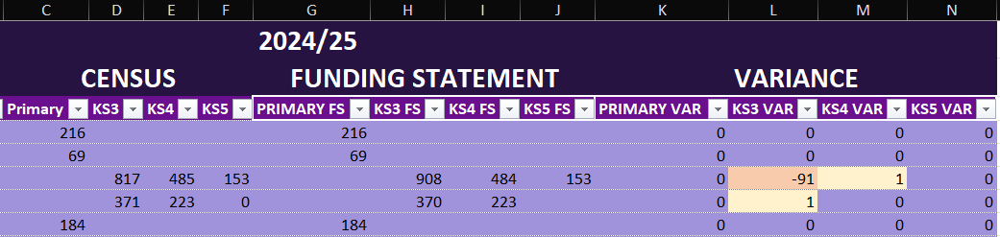 C D E F G H I J K L M N
2024/25
CENSUS FUNDING STATEMENT VARIANCE
Primary KS3 KS4 KS5 PRIMARY FS KS3 FS KS4 FS KS5 FS PRIMARY VAR KS3 VAR KS4 VAR KS5 VAR
216 216 0 0 0 0
69 69 0 0 0 0
817 485 153 908 484 153 0 -91 1 0
371 223 0 370 223 0 1 0 0
184 184 0 0 0 0